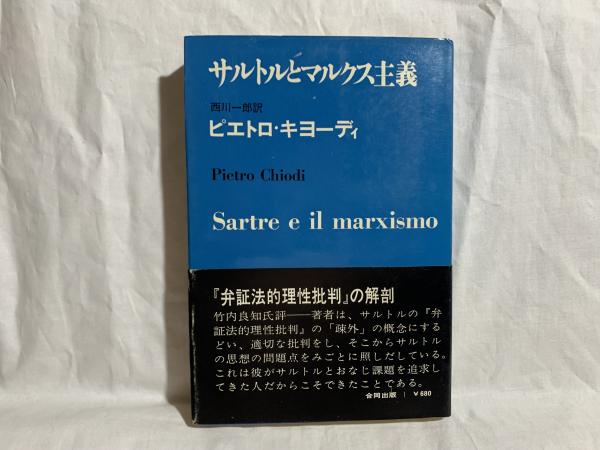 サルトルとマルクス主義
西川一郎訳
ピエトロ・キヨーディ
Pietro Chiodi
Sartre e il marxismo
『弁証法的理性批判』の解剖
竹内良知氏評――著者は、サルトルの『弁
証法的理性批判』の「疎外」の概念にする
どい、適切な批判をし、そこからサルトル
の思想の問題点をみごとに照しだしている。
これは彼がサルトルとおなじ課題を追求し
てきた人だからこそできたことである。
合同出版 | ￥680